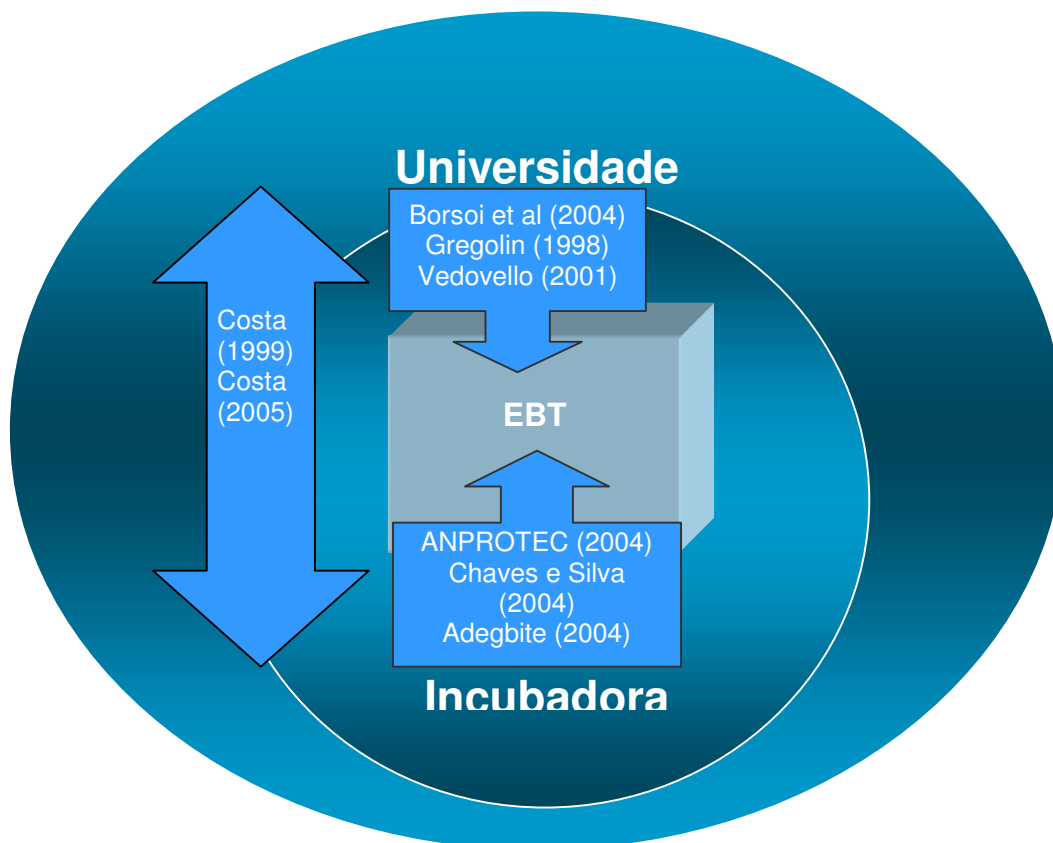 Universidade
Borsoi et al (2004)
Gregolin (1998)
Vedovello (2001)
Costa
(1999)
Costa
(2005)
EBT
ANPROTEC (2004)
Chaves e Silva
(2004)
Adegbite (2004)
Incubadora